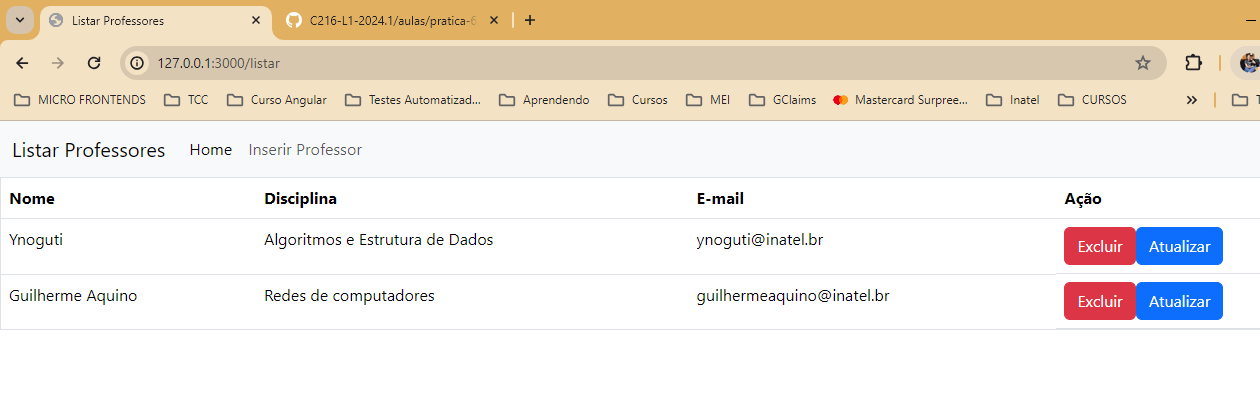 Listar Professores
C216-L1-2024.1/aulas/pratica-6
127.0.0.1:3000/listar
MICRO FRONTENDS TCC Curso Angular Testes Automatizad... Aprendendo Cursos MEI GClaims Mastercard Surpree... Inatel CURSOS
Listar Professores Home Inserir Professor
Nome Disciplina E-mail Ação
Ynoguti Algoritmos e Estrutura de Dados ynoguti@inatel.br Excluir Atualizar
Guilherme Aquino Redes de computadores guilhermeaquino@inatel.br Excluir Atualizar